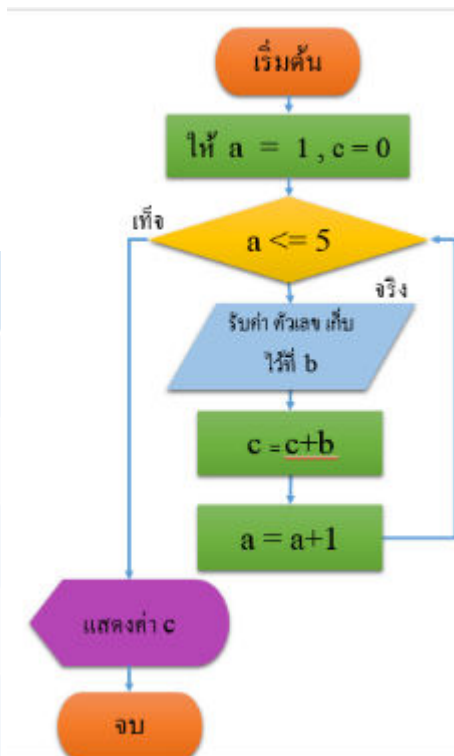 เริ่มต้น
ให้ a = 1 , c = 0
เท็จ
a <= 5
จริง
รับค่า ตัวเลข เก็บ
ไว้ที่ b
c = c+b
a = a+1
แสดงค่า c
จบ